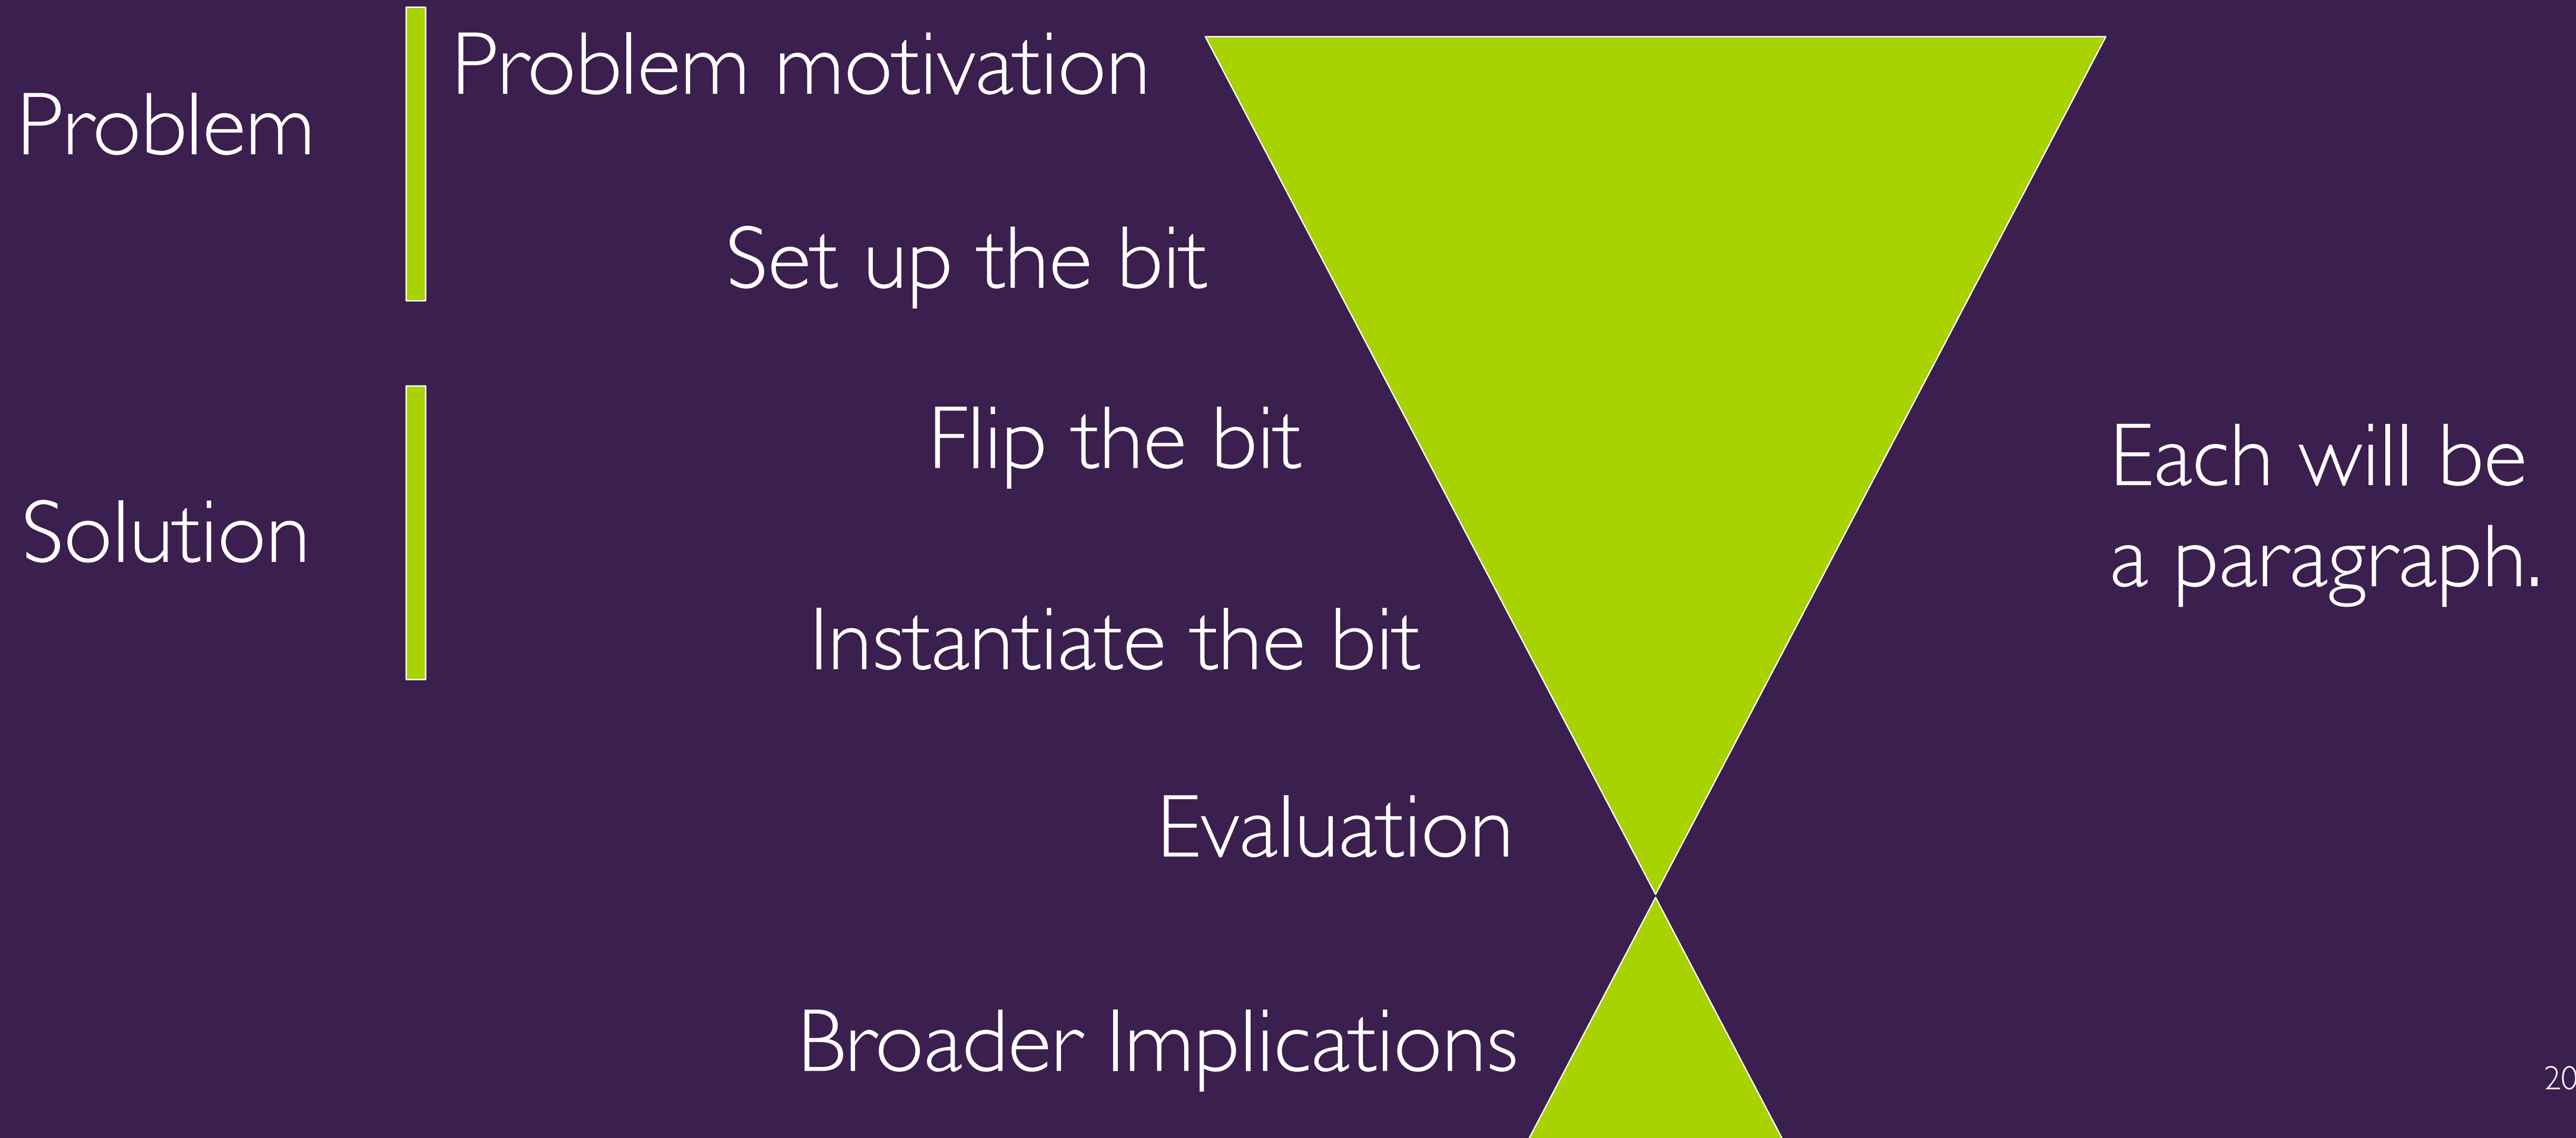 Problem
Problem motivation
Set up the bit
Solution
Flip the bit
Instantiate the bit
Evaluation
Broader Implications
Each will be
a paragraph.
20